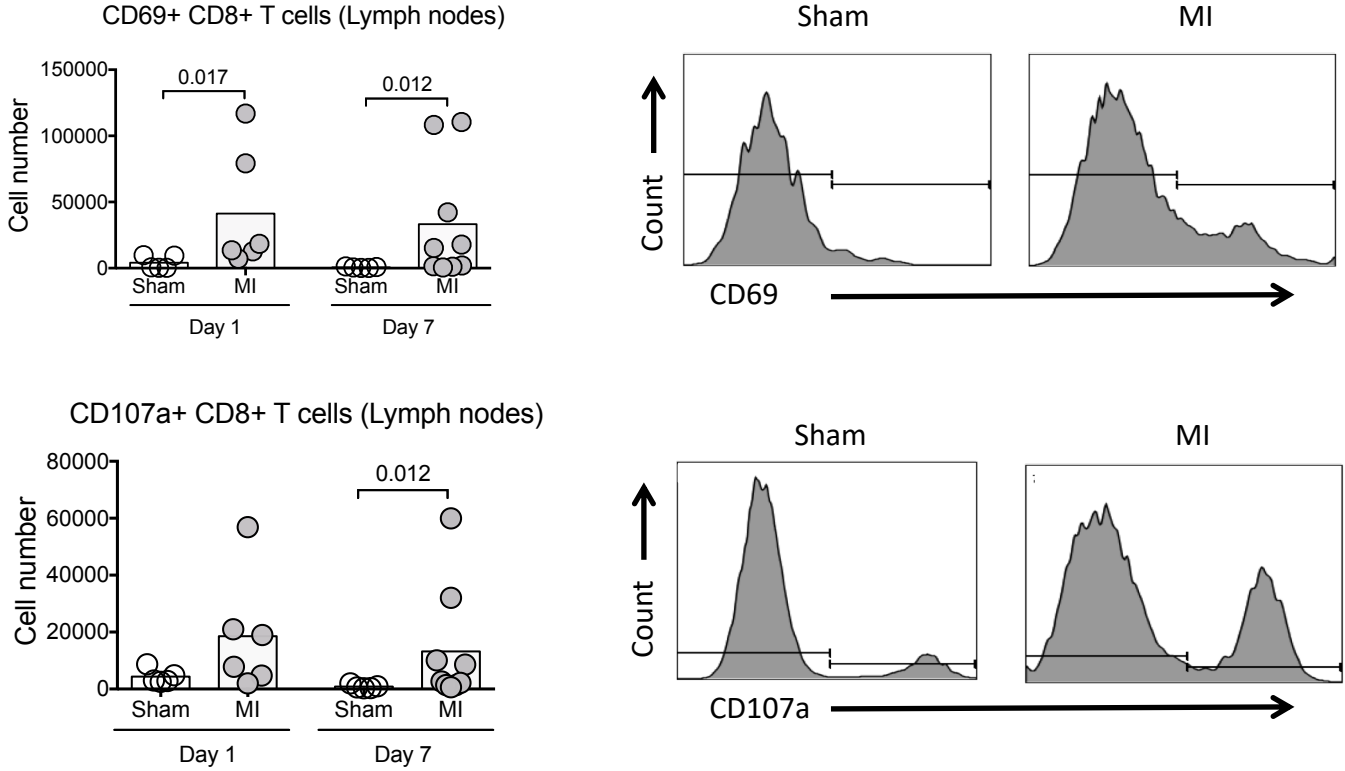 CD69+ CD8+ T cells (Lymph nodes)
Cell number
150000
100000
50000
0
0.017
0.012
Sham
MI
Sham
MI
Day 1
Day 7
Sham
MI
Count
CD69
CD107a+ CD8+ T cells (Lymph nodes)
Cell number
80000
60000
40000
20000
0
0.012
Sham
MI
Sham
MI
Day 1
Day 7
Sham
MI
Count
CD107a